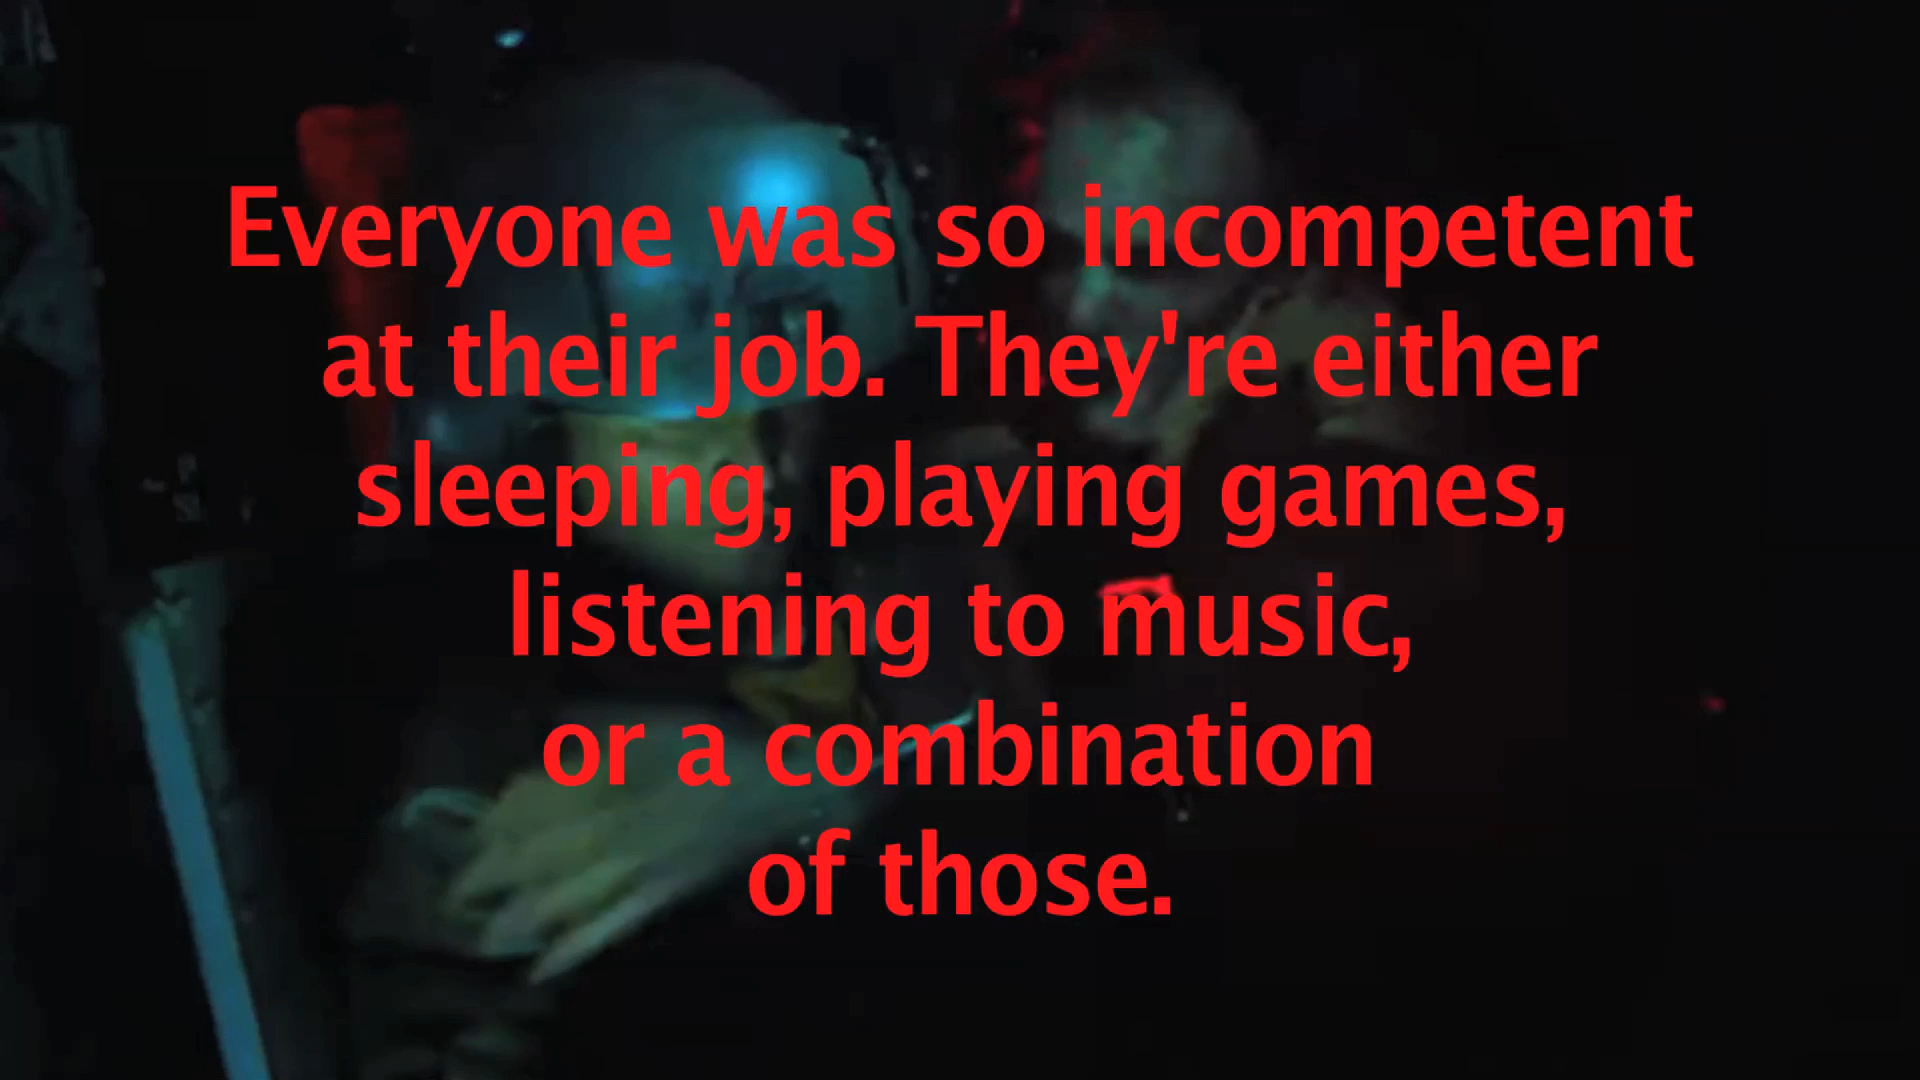 Everyone was so incompetent
at their job. They're either
sleeping, playing games,
listening to music,
or a combination
of those.